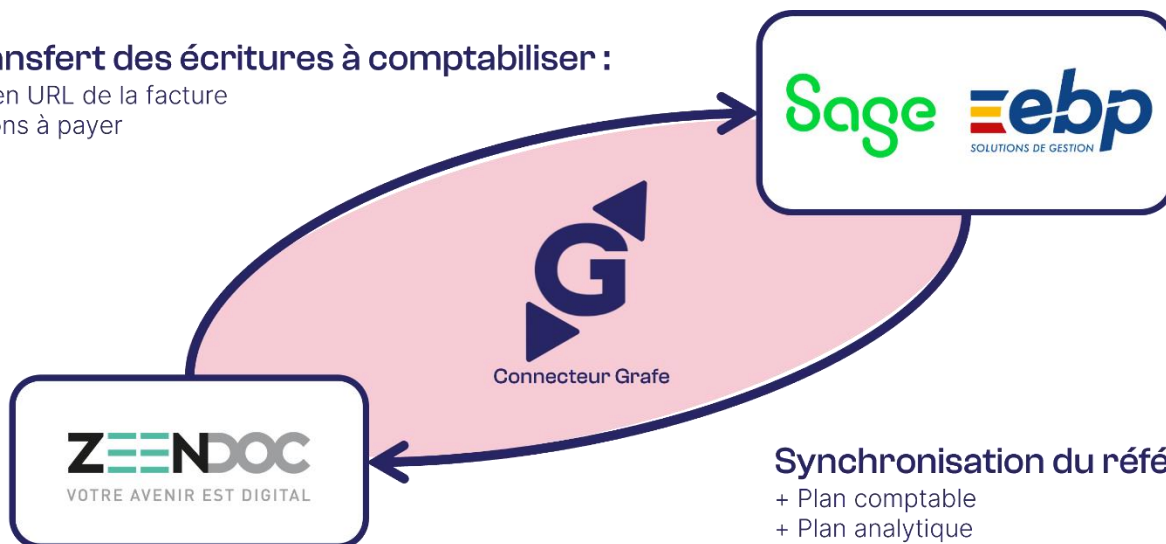 ansfert des écritures à comptabiliser :
en URL de la facture
ons à payer
Sage
ebp
SOLUTIONS DE GESTION
G
Connecteur Grafe
ZEENDOC
VOTRE AVENIR EST DIGITAL
Synchronisation du réfé
+ Plan comptable
+ Plan analytique